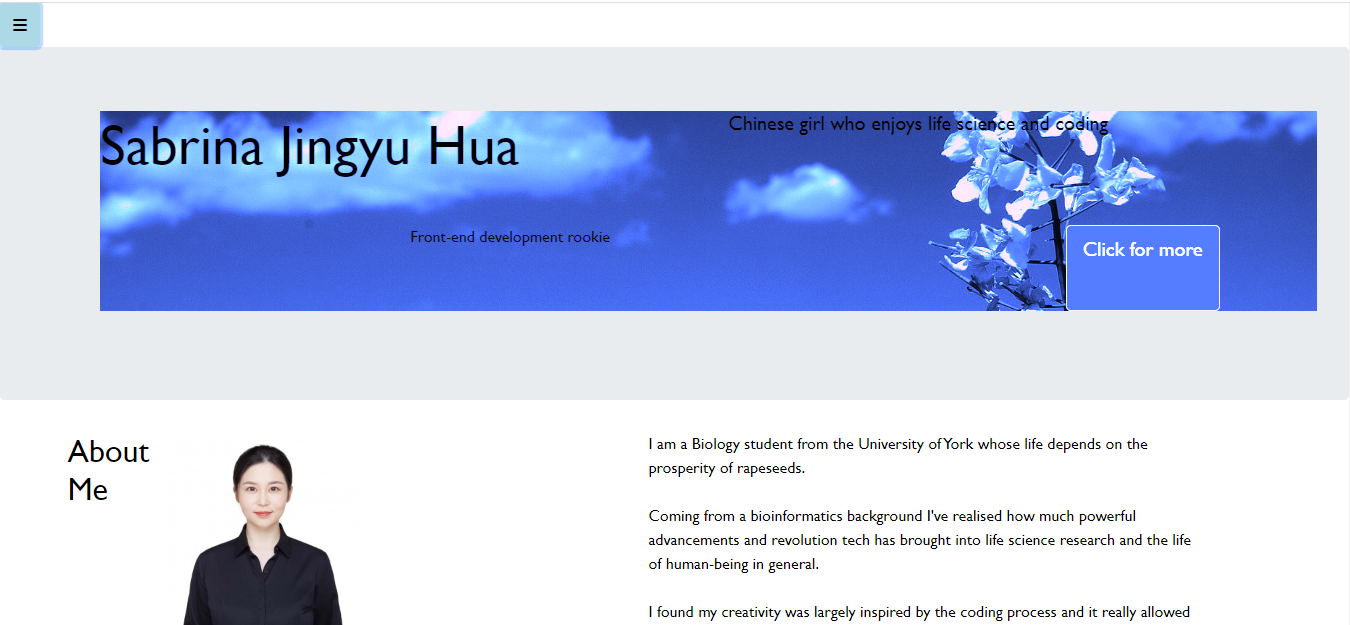 Sabrina Jingyu Hua
Chinese girl who enjoys life science and coding
Front-end development rookie
Click for more
About
Me
I am a Biology student from the University of York whose life depends on the
prosperity of rapeseeds.
Coming from a bioinformatics background I've realised how much powerful
advancements and revolution tech has brought into life science research and the life
of human-being in general.
I found my creativity was largely inspired by the coding process and it really allowed